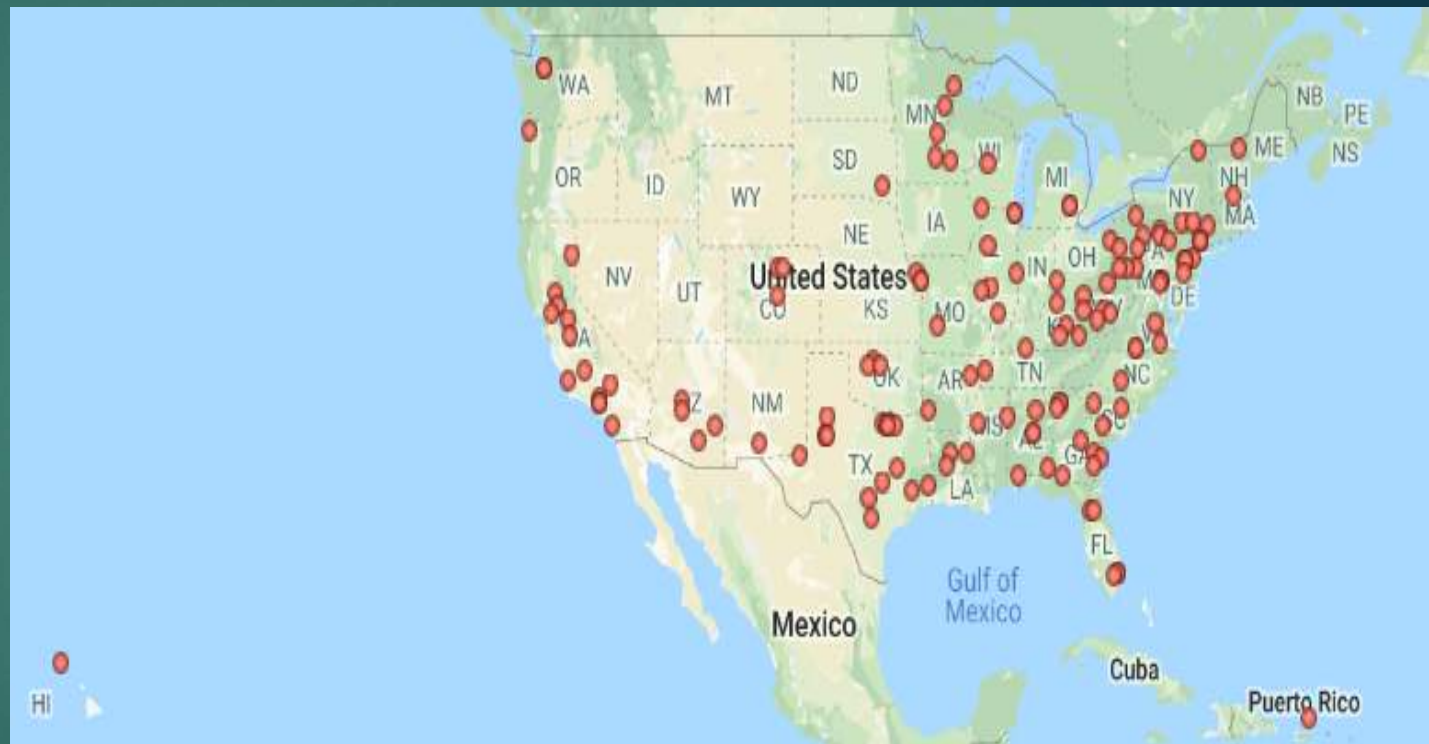 WA
MT
ND
MN
NB
PE
ME
NS
OR
ID
SD
WI
MI
NH
WY
NY
MA
IA
NE
OH
NV
United States
IN
UT
CO
KS
MO
DE
OK
AR
TN
NC
NM
MS
TX
LA
GA
FL
Gulf of
Mexico
Mexico
Cuba
HI
Puerto Rico